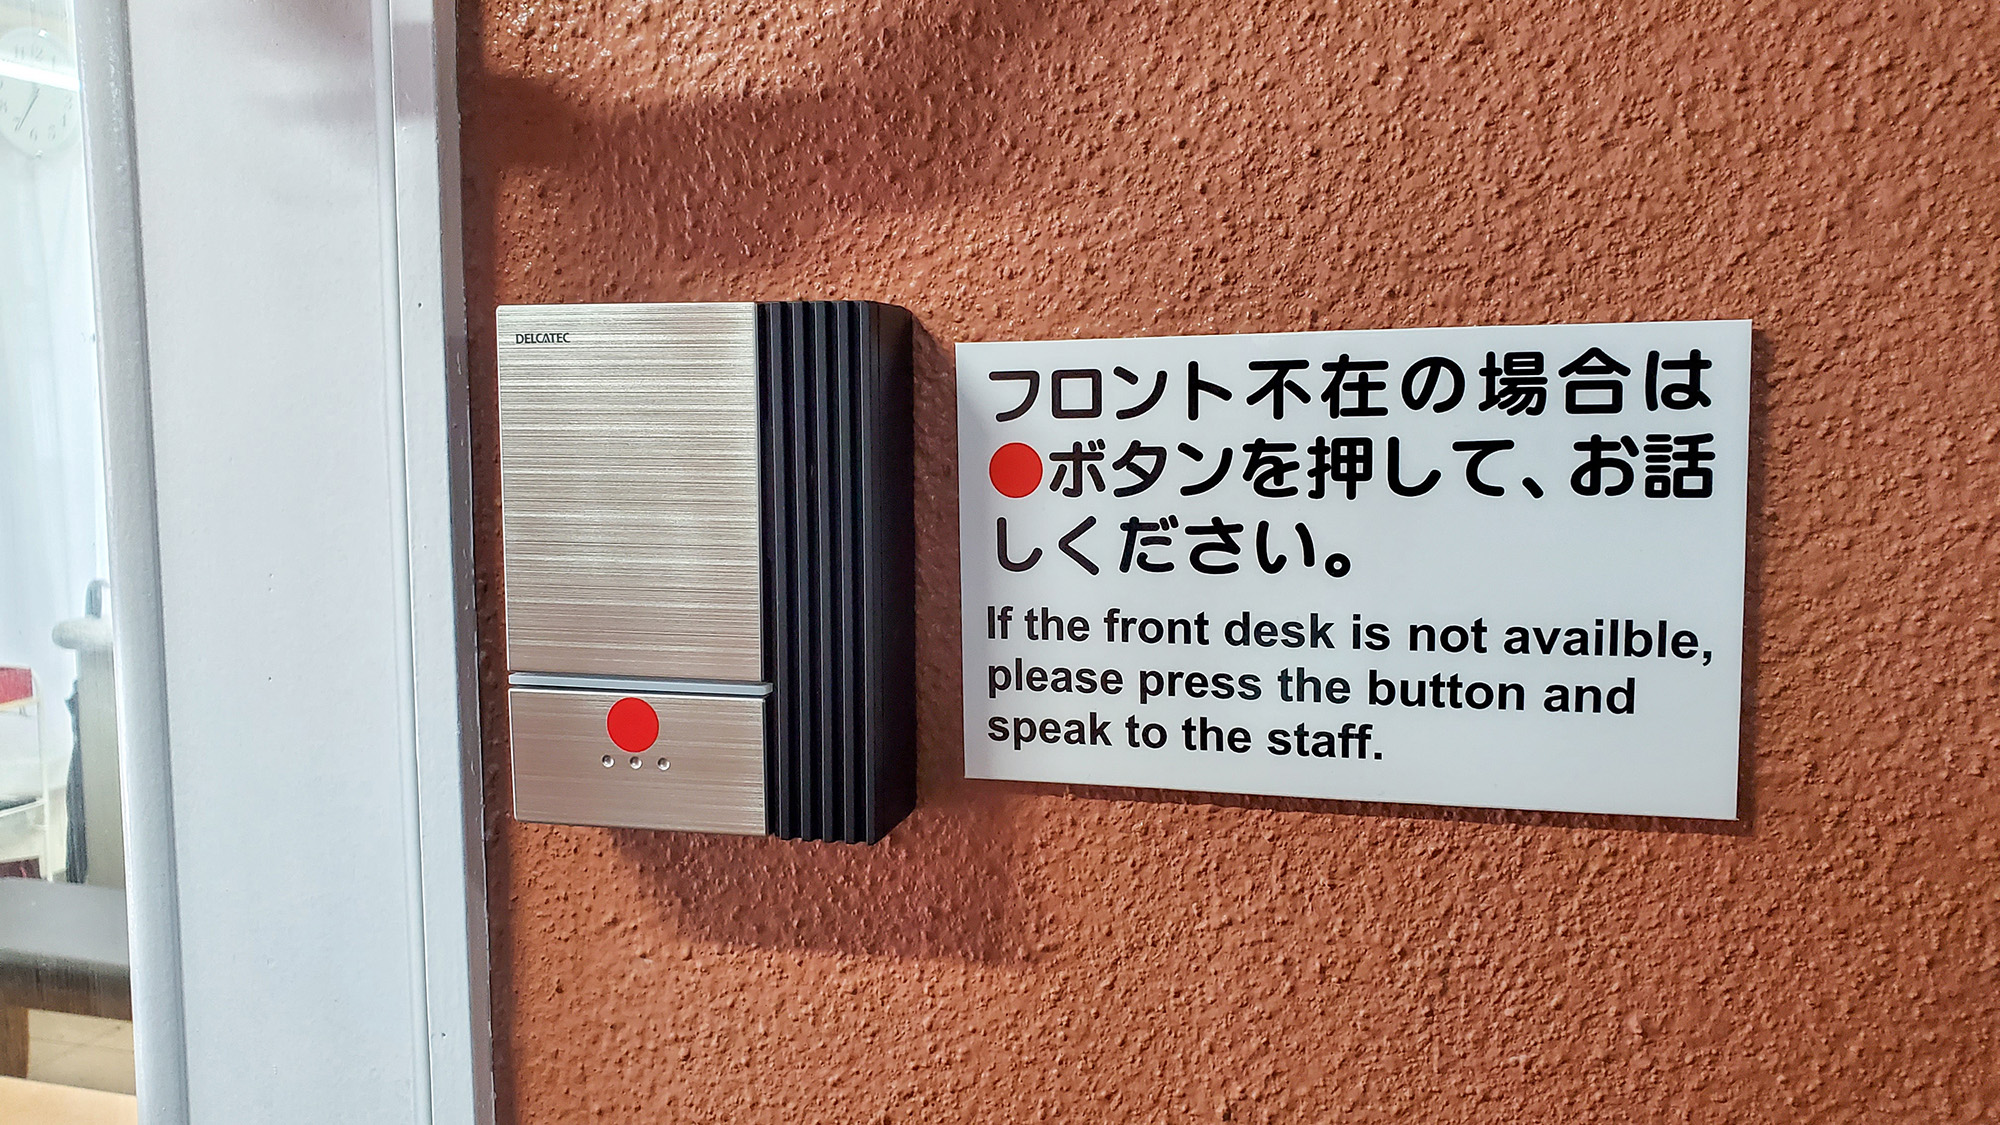 DELCATEC
フロント不在の場合は
●ボタンを押して、お話
しください。
If the front desk is not availble,
please press the button and
speak to the staff.